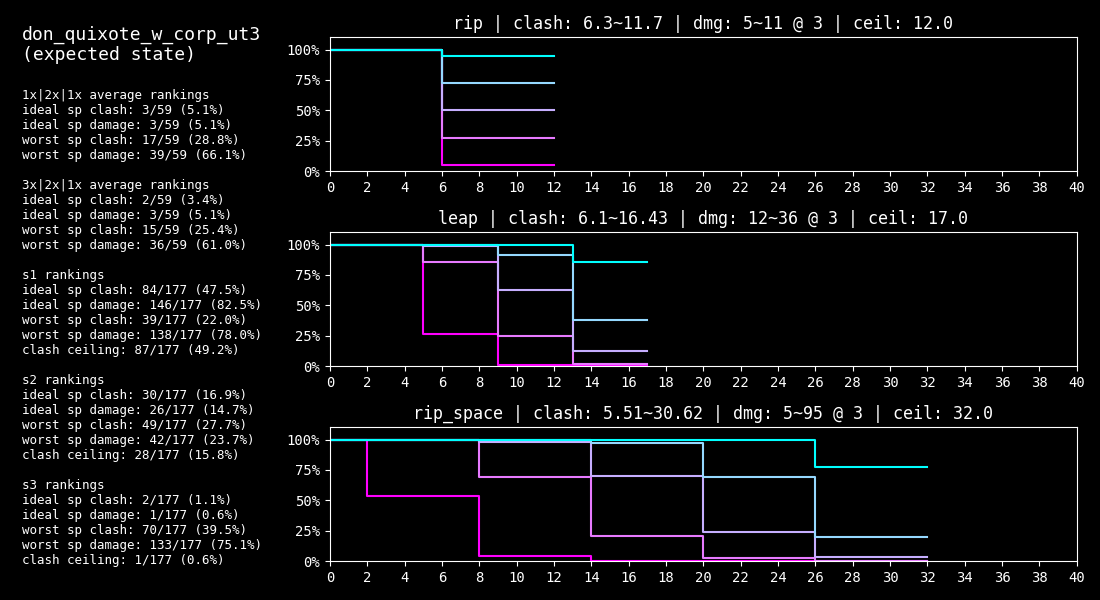 don_quixote_w_corp_ut3
(expected state)
1x|2x|1x average rankings
ideal sp clash: 3/59 (5.1%)
ideal sp damage: 3/59 (5.1%)
worst sp clash: 17/59 (28.8%)
worst sp damage: 39/59 (66.1%)
3x|2x|1x average rankings
ideal sp clash: 2/59 (3.4%)
ideal sp damage: 3/59 (5.1%)
worst sp clash: 15/59 (25.4%)
worst sp damage: 36/59 (61.0%)
s1 rankings
ideal sp clash: 84/177 (47.5%)
ideal sp damage: 146/177 (82.5%)
worst sp clash: 39/177 (22.0%)
worst sp damage: 138/177 (78.0%)
clash ceiling: 87/177 (49.2%)
s2 rankings
ideal sp clash: 30/177 (16.9%)
ideal sp damage: 26/177 (14.7%)
worst sp clash: 49/177 (27.7%)
worst sp damage: 42/177 (23.7%)
clash ceiling: 28/177 (15.8%)
s3 rankings
ideal sp clash: 2/177 (1.1%)
ideal sp damage: 1/177 (0.6%)
worst sp clash: 70/177 (39.5%)
worst sp damage: 133/177 (75.1%)
clash ceiling: 1/177 (0.6%)
rip | clash: 6.3~11.7 | dmg: 5~11 @ 3 | ceil: 12.0
100%
75%
50%
25%
0%
0 2 4 6 8 10 12 14 16 18 20 22 24 26 28 30 32 34 36 38 40
leap | clash: 6.1~16.43 | dmg: 12~36 @ 3 | ceil: 17.0
100%
75%
50%
25%
0%
0 2 4 6 8 10 12 14 16 18 20 22 24 26 28 30 32 34 36 38 40
rip_space | clash: 5.51~30.62 | dmg: 5~95 @ 3 | ceil: 32.0
100%
75%
50%
25%
0%
0 2 4 6 8 10 12 14 16 18 20 22 24 26 28 30 32 34 36 38 40